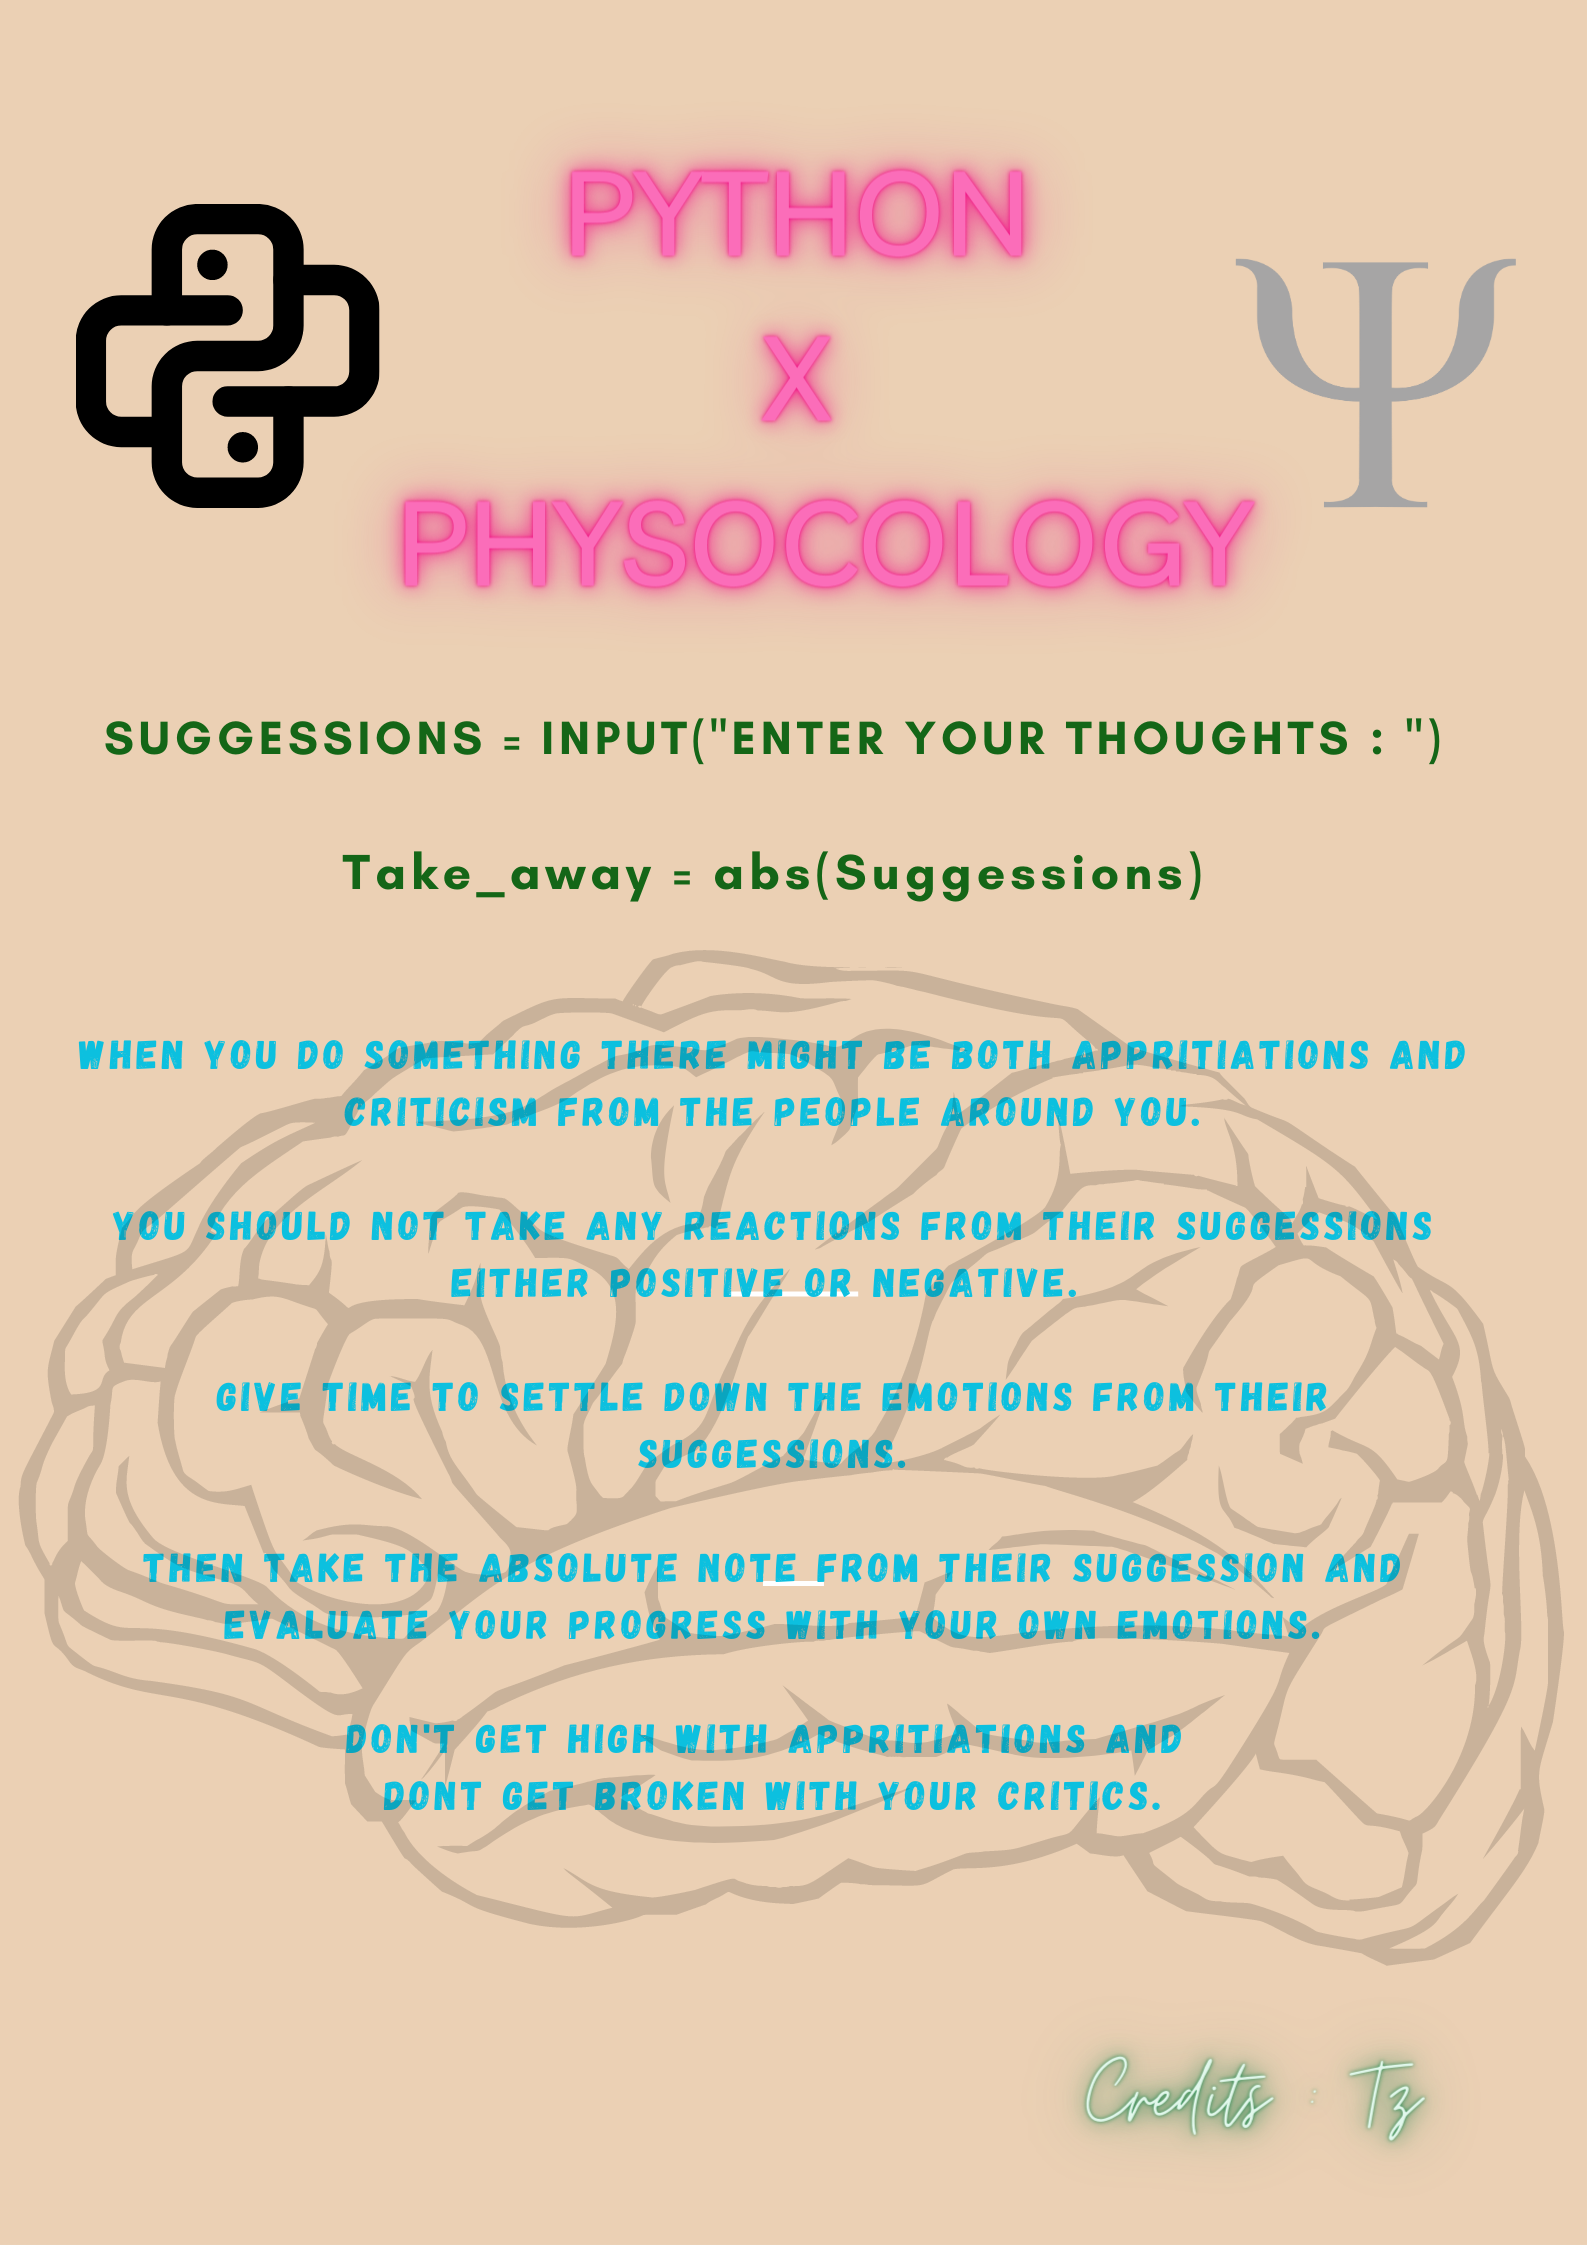 PYTHON
X
PHYSOCOLOGY
SUGGESSIONS = INPUT("ENTER YOUR THOUGHTS : ")
Take_away = abs(Suggessions)
WHEN YOU DO SOMETHING THERE MIGHT BE BOTH APPRITIATIONS AND
CRITICISM FROM THE PEOPLE AROUND YOU.
YOU SHOULD NOT TAKE ANY REACTIONS FROM THEIR SUGGESSIONS
EITHER POSITIVE OR NEGATIVE.
GIVE TIME TO SETTLE DOWN THE EMOTIONS FROM THEIR
SUGGESSIONS.
THEN TAKE THE ABSOLUTE NOTE FROM THEIR SUGGESSION AND
EVALUATE YOUR PROGRESS WITH YOUR OWN EMOTIONS.
DON'T GET HIGH WITH APPRITIATIONS AND
DONT GET BROKEN WITH YOUR CRITICS.
Credits : Tz